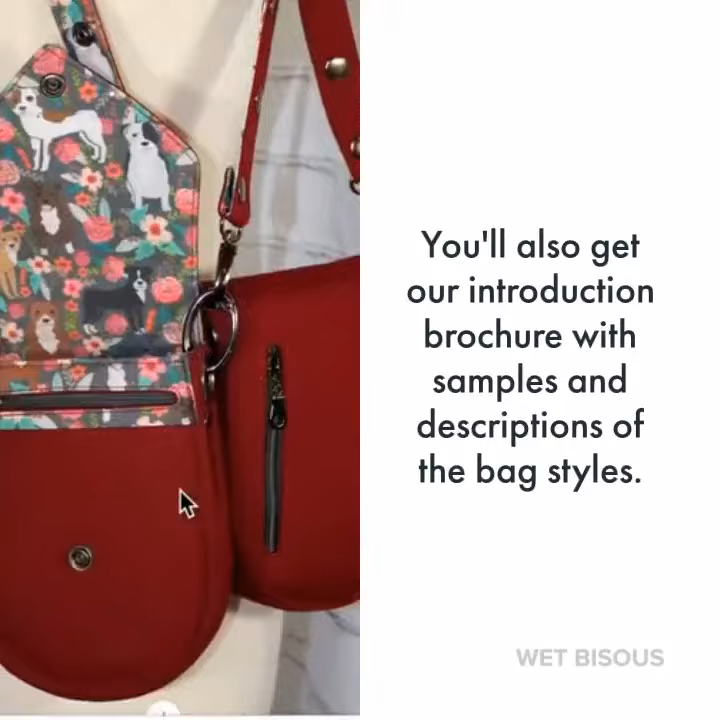 You'll also get
our introduction
brochure with
samples and
descriptions of
the bag styles.
WET BISOUS